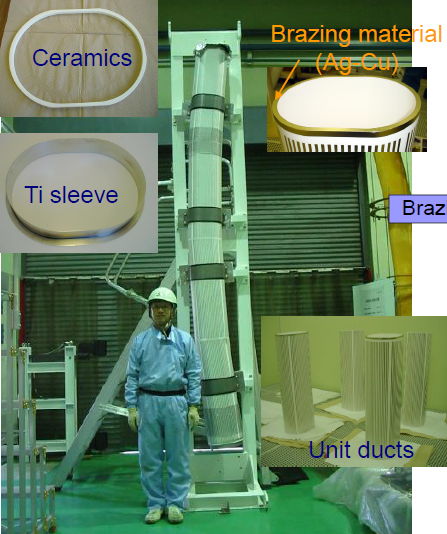 Ceramics
Brazing material
(Ag-Cu)
Ti sleeve
Braz
Unit ducts